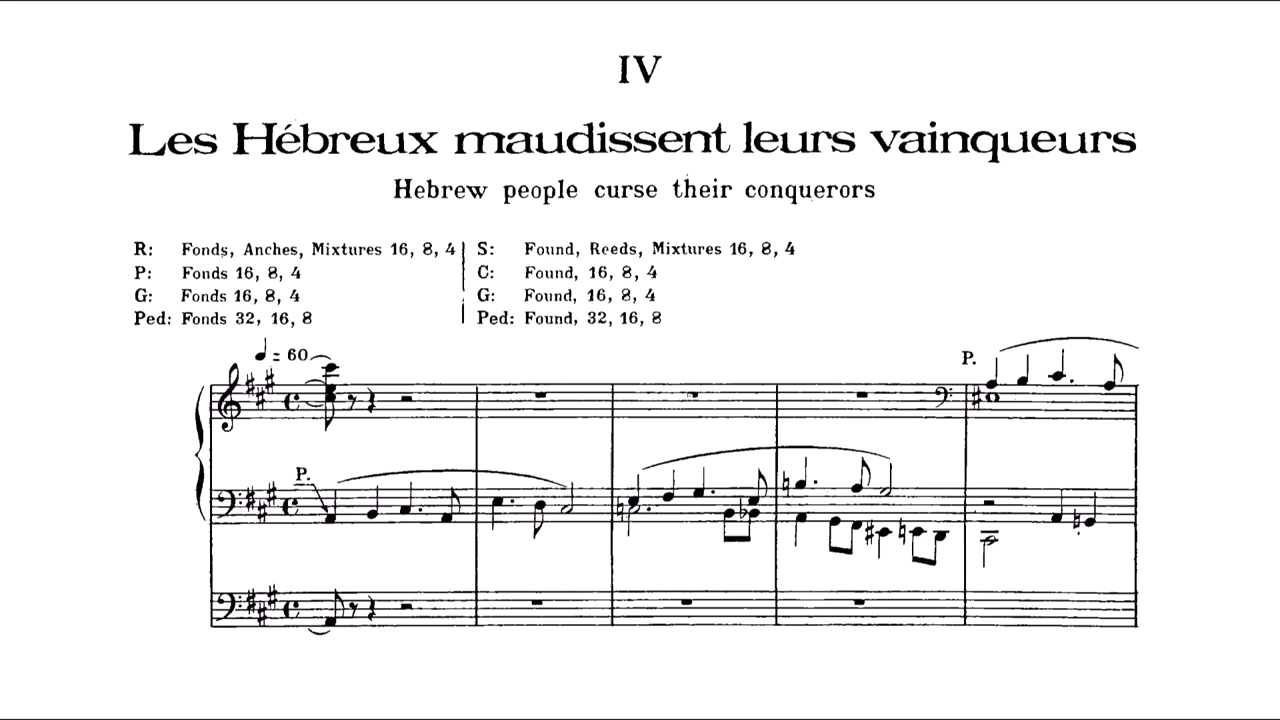 IV
Les Hébreux maudissent leurs vainqueurs
Hebrew people curse their conquerors
R: Fonds, Anches, Mixtures 16, 8, 4
P: Fonds 16, 8, 4
G: Fonds 16, 8, 4
Ped: Fonds 32, 16, 8
S: Found, Reeds, Mixtures 16, 8, 4
C: Found, 16, 8, 4
G: Found, 16, 8, 4
Ped: Found, 32, 16, 8
♩ = 60
P.
P.